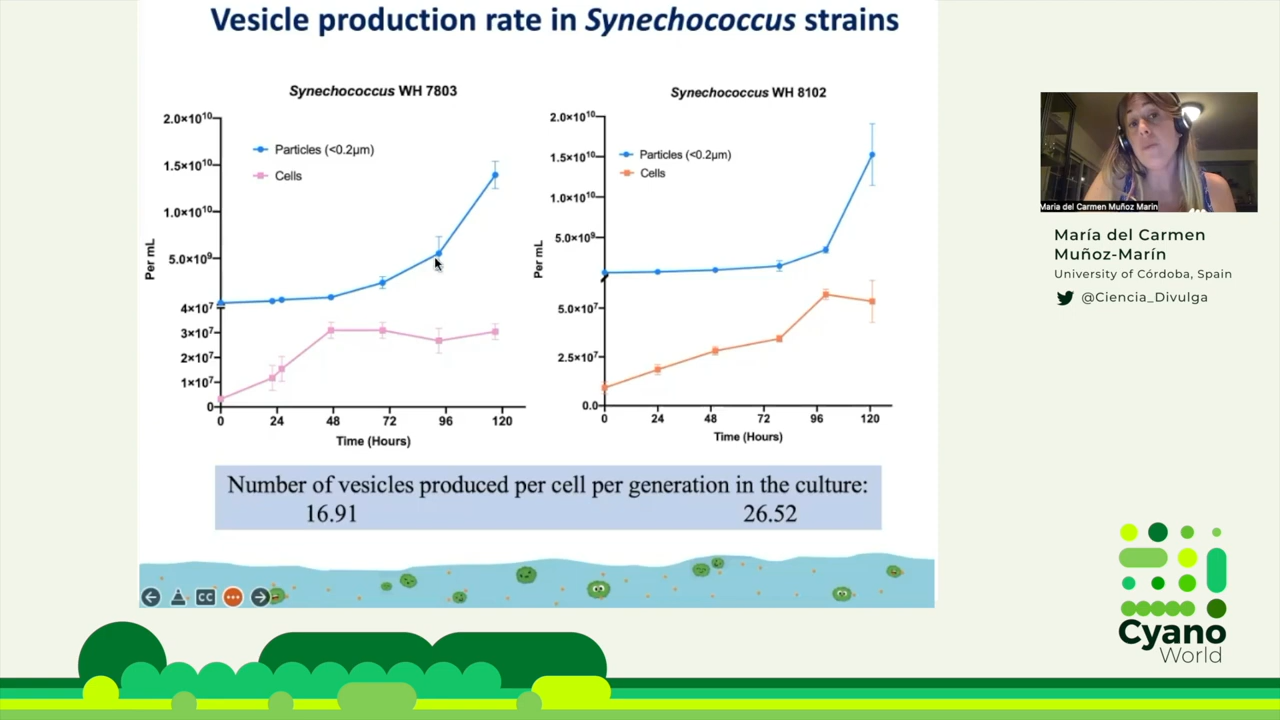 Vesicle production rate in Synechococcus strains
Synechococcus WH 7803
2.0×10¹⁰
1.5×10¹⁰
1.0×10¹⁰
5.0×10⁹
4×10⁷
3×10⁷
2×10⁷
1×10⁷
0
Per mL
Particles (<0.2μm)
Cells
0 24 48 72 96 120
Time (Hours)
Synechococcus WH 8102
2.0×10¹⁰
1.5×10¹⁰
1.0×10¹⁰
5.0×10⁹
5.0×10⁷
2.5×10⁷
0.0
Per mL
Particles (<0.2μm)
Cells
0 24 48 72 96 120
Time (Hours)
Number of vesicles produced per cell per generation in the culture:
16.91 26.52
CC
María del Carmen Muñoz Marín
María del Carmen
Muñoz-Marín
University of Córdoba, Spain
@Ciencia_Divulga
Cyano
World